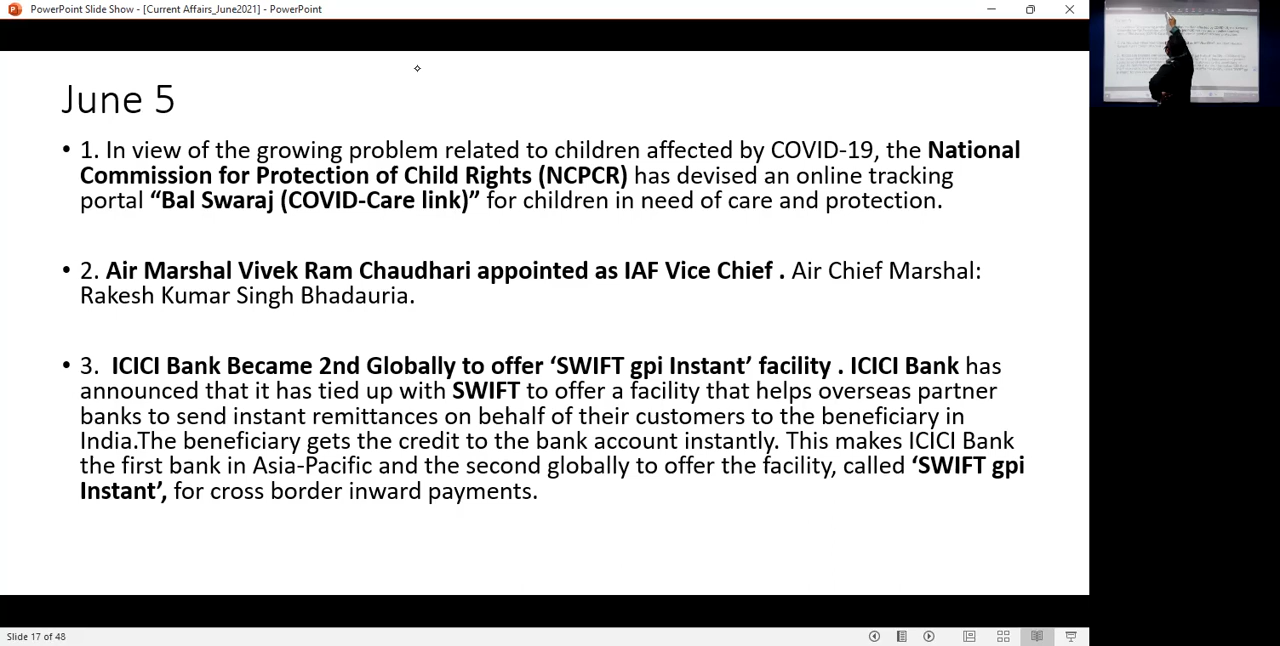 PowerPoint Slide Show - [Current Affairs_June2021] - PowerPoint
June 5
• 1. In view of the growing problem related to children affected by COVID-19, the National
Commission for Protection of Child Rights (NCPCR) has devised an online tracking
portal “Bal Swaraj (COVID-Care link)” for children in need of care and protection.
• 2. Air Marshal Vivek Ram Chaudhari appointed as IAF Vice Chief . Air Chief Marshal:
Rakesh Kumar Singh Bhadauria.
• 3. ICICI Bank Became 2nd Globally to offer ‘SWIFT gpi Instant’ facility . ICICI Bank has
announced that it has tied up with SWIFT to offer a facility that helps overseas partner
banks to send instant remittances on behalf of their customers to the beneficiary in
India.The beneficiary gets the credit to the bank account instantly. This makes ICICI Bank
the first bank in Asia-Pacific and the second globally to offer the facility, called ‘SWIFT gpi
Instant’, for cross border inward payments.
Slide 17 of 48